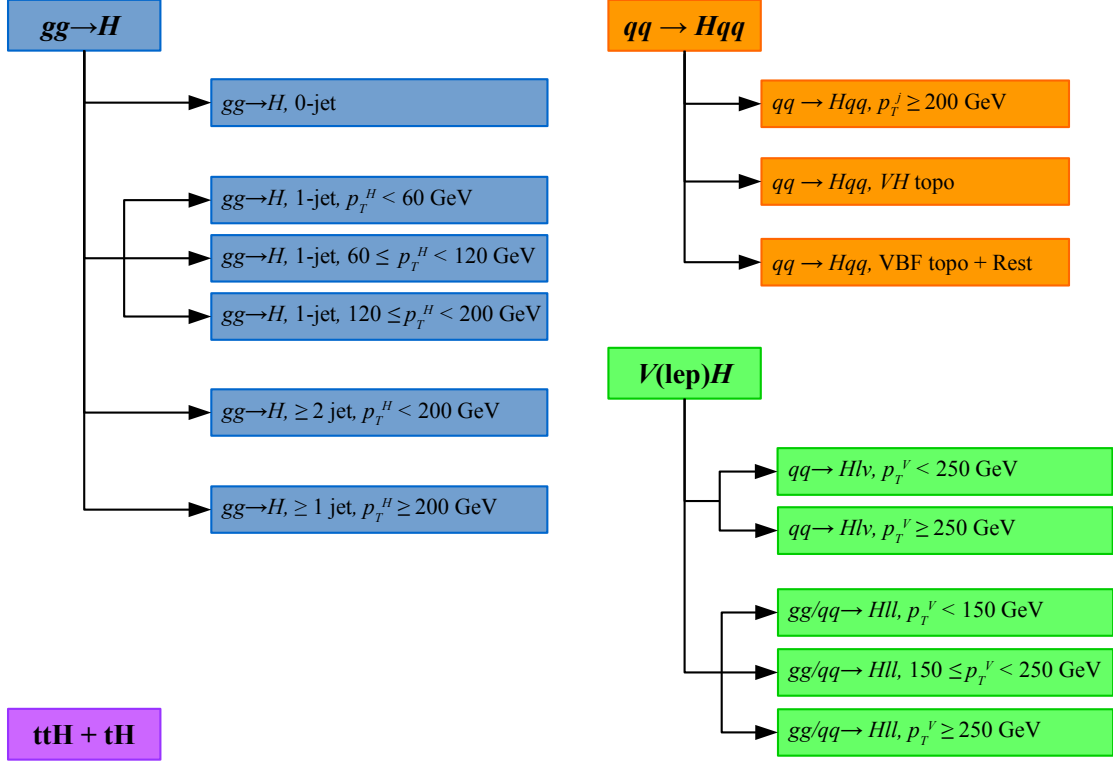 gg→H
gg→H, 0-jet
gg→H, 1-jet, p_T^H < 60 GeV
gg→H, 1-jet, 60 ≤ p_T^H < 120 GeV
gg→H, 1-jet, 120 ≤ p_T^H < 200 GeV
gg→H, ≥ 2 jet, p_T^H < 200 GeV
gg→H, ≥ 1 jet, p_T^H ≥ 200 GeV
ttH + tH
qq → Hqq
qq → Hqq, p_T^j ≥ 200 GeV
qq → Hqq, VH topo
qq → Hqq, VBF topo + Rest
V(lep)H
qq→ Hlv, p_T^V < 250 GeV
qq→ Hlv, p_T^V ≥ 250 GeV
gg/qq→ Hll, p_T^V < 150 GeV
gg/qq→ Hll, 150 ≤ p_T^V < 250 GeV
gg/qq→ Hll, p_T^V ≥ 250 GeV